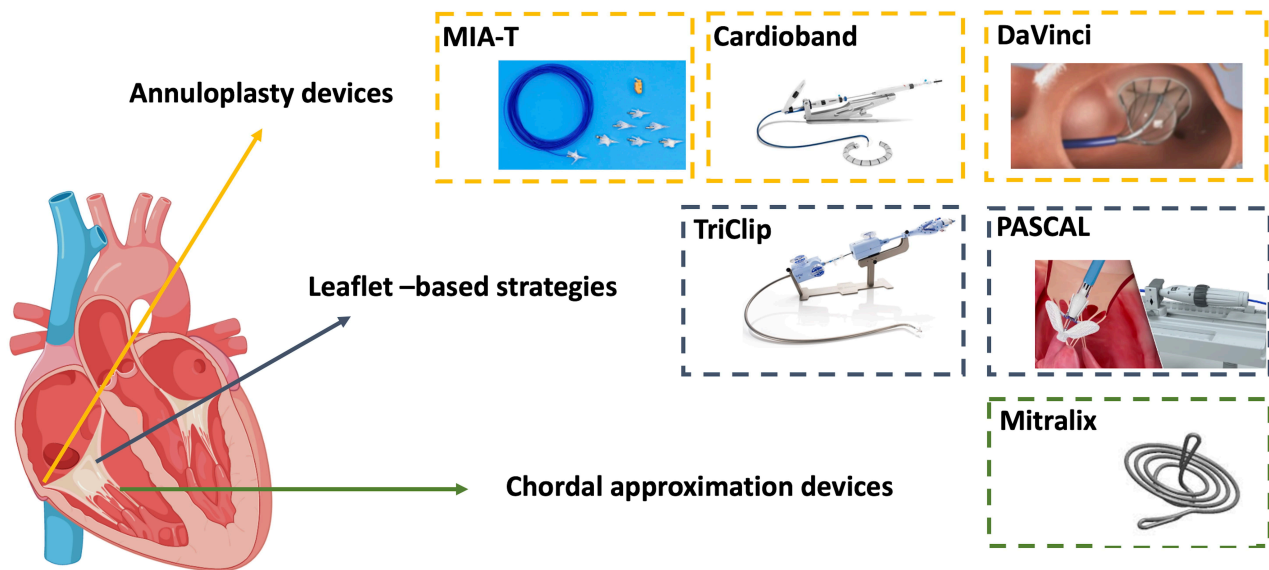 MIA-T
Cardioband
DaVinci
Annuloplasty devices
TriClip
PASCAL
Leaflet –based strategies
Mitralix
Chordal approximation devices